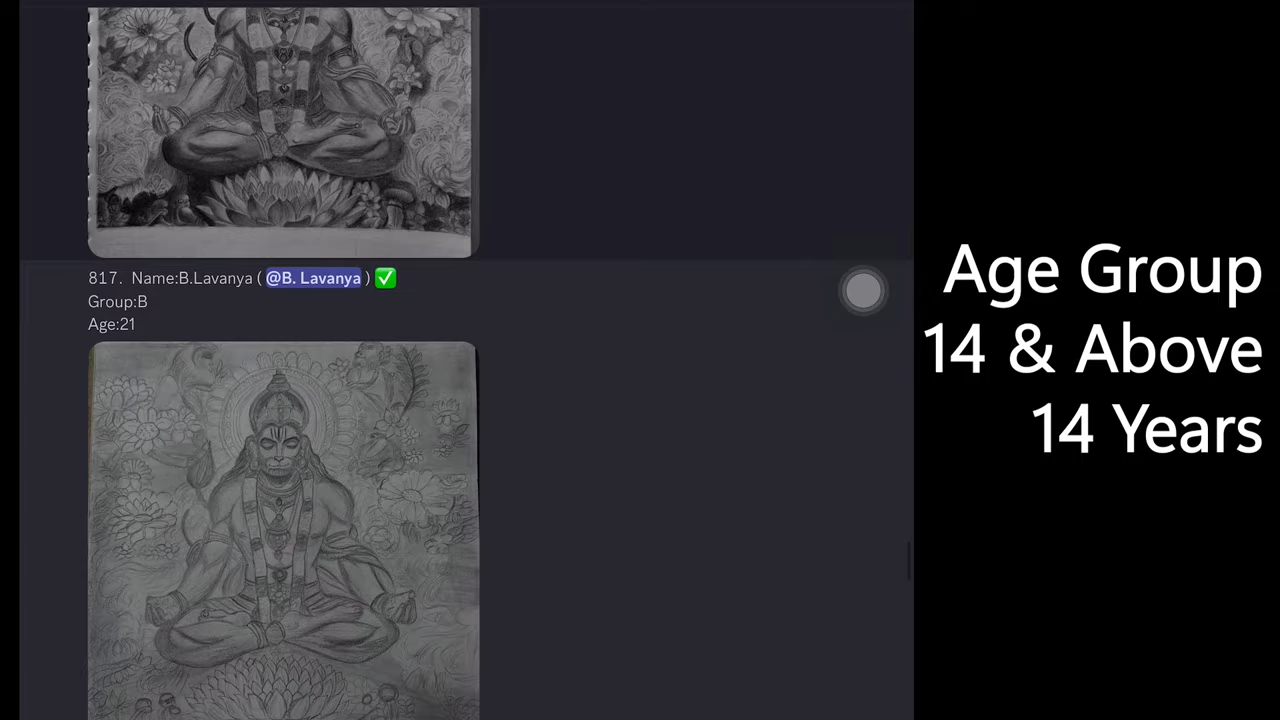 817. Name:B.Lavanya ( @B. Lavanya ) ✅
Group:B
Age:21
Age Group
14 & Above
14 Years